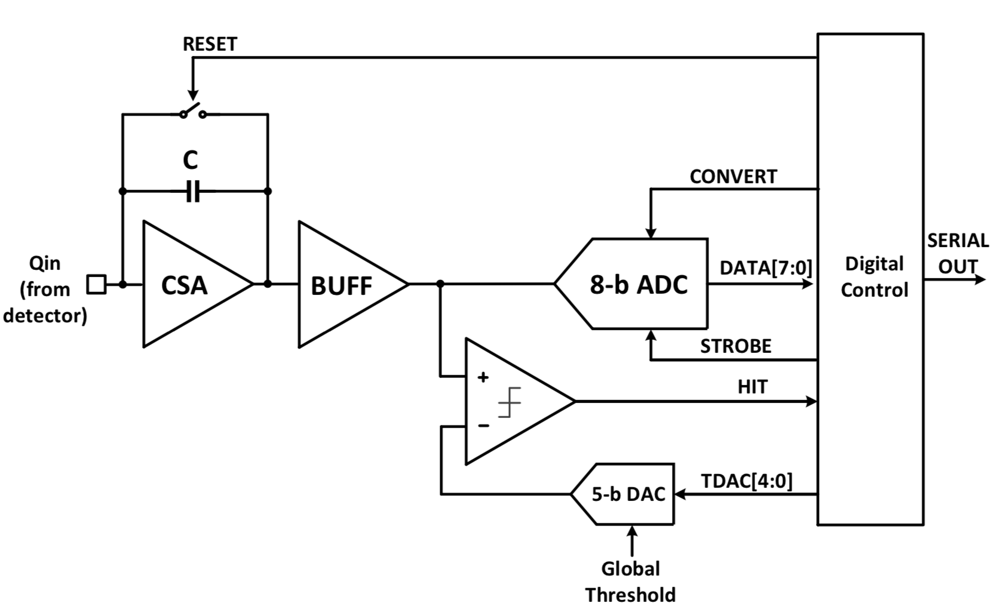 RESET
C
CONVERT
SERIAL
OUT
Qin
(from
detector)
CSA
BUFF
8-b ADC
DATA[7:0]
Digital
Control
STROBE
+
HIT
−
5-b DAC
TDAC[4:0]
Global
Threshold